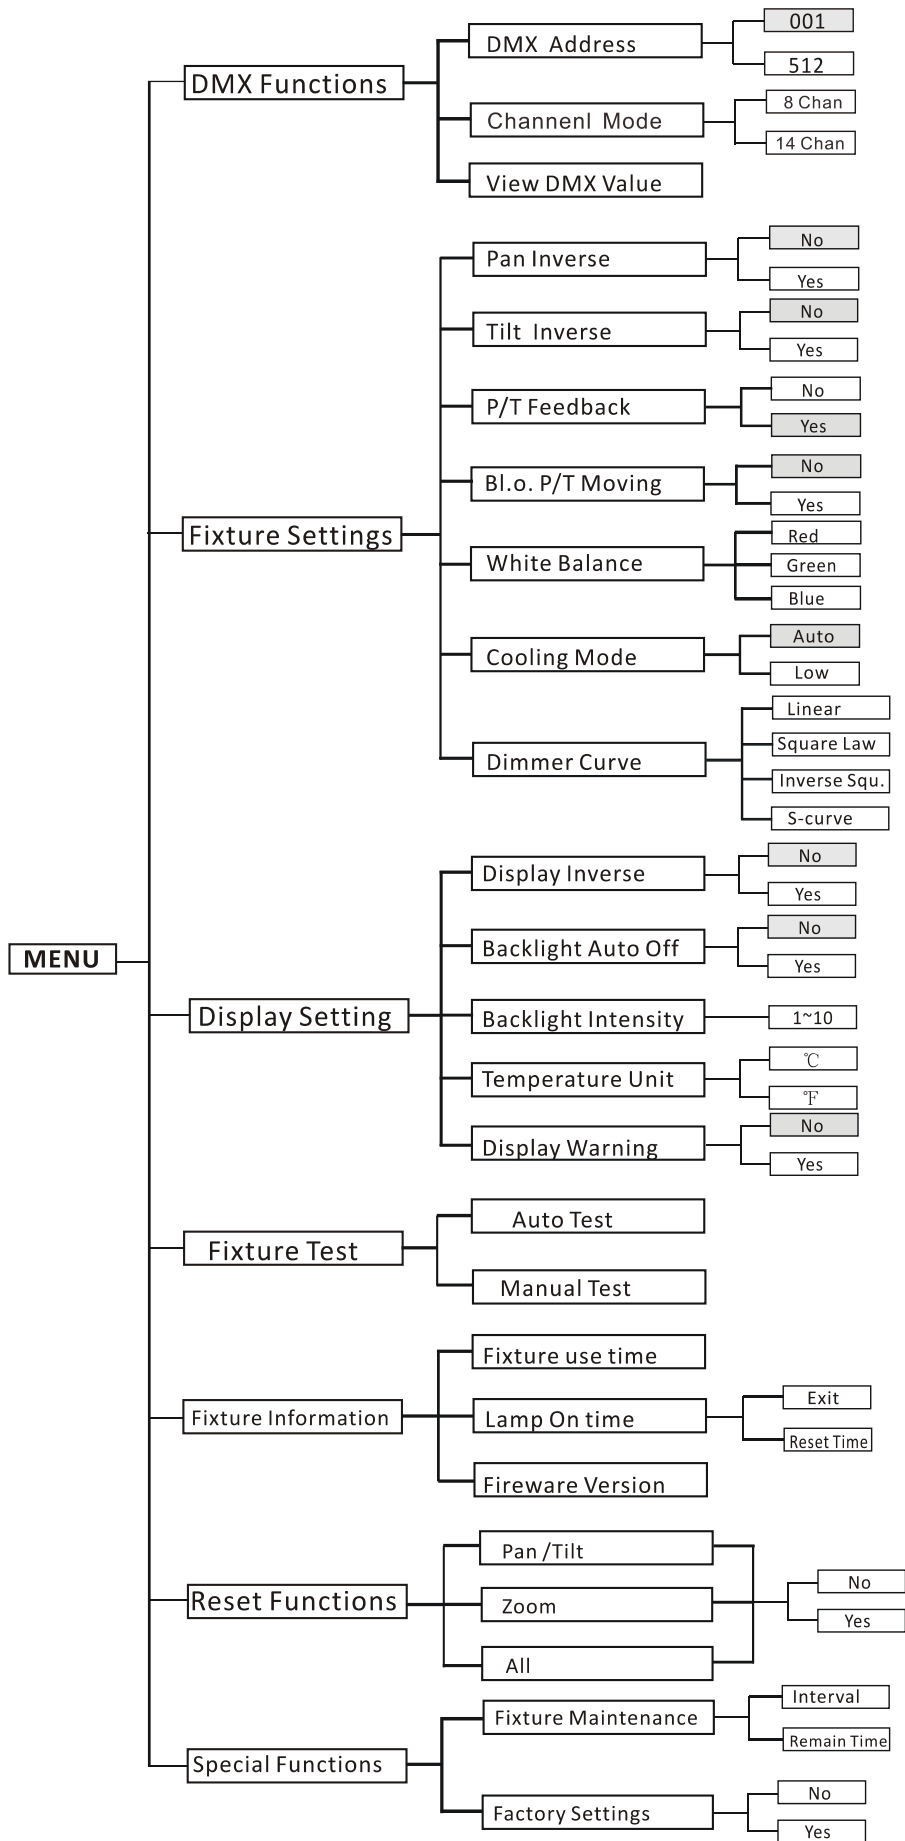 MENU
DMX Functions
DMX Address
001
512
Channenl Mode
8 Chan
14 Chan
View DMX Value
Fixture Settings
Pan Inverse
No
Yes
Tilt Inverse
No
Yes
P/T Feedback
No
Yes
Bl.o. P/T Moving
No
Yes
White Balance
Red
Green
Blue
Cooling Mode
Auto
Low
Dimmer Curve
Linear
Square Law
Inverse Squ.
S-curve
Display Setting
Display Inverse
No
Yes
Backlight Auto Off
No
Yes
Backlight Intensity
1~10
Temperature Unit
℃
℉
Display Warning
No
Yes
Fixture Test
Auto Test
Manual Test
Fixture Information
Fixture use time
Lamp On time
Exit
Reset Time
Fireware Version
Reset Functions
Pan /Tilt
Zoom
All
No
Yes
Special Functions
Fixture Maintenance
Interval
Remain Time
Factory Settings
No
Yes